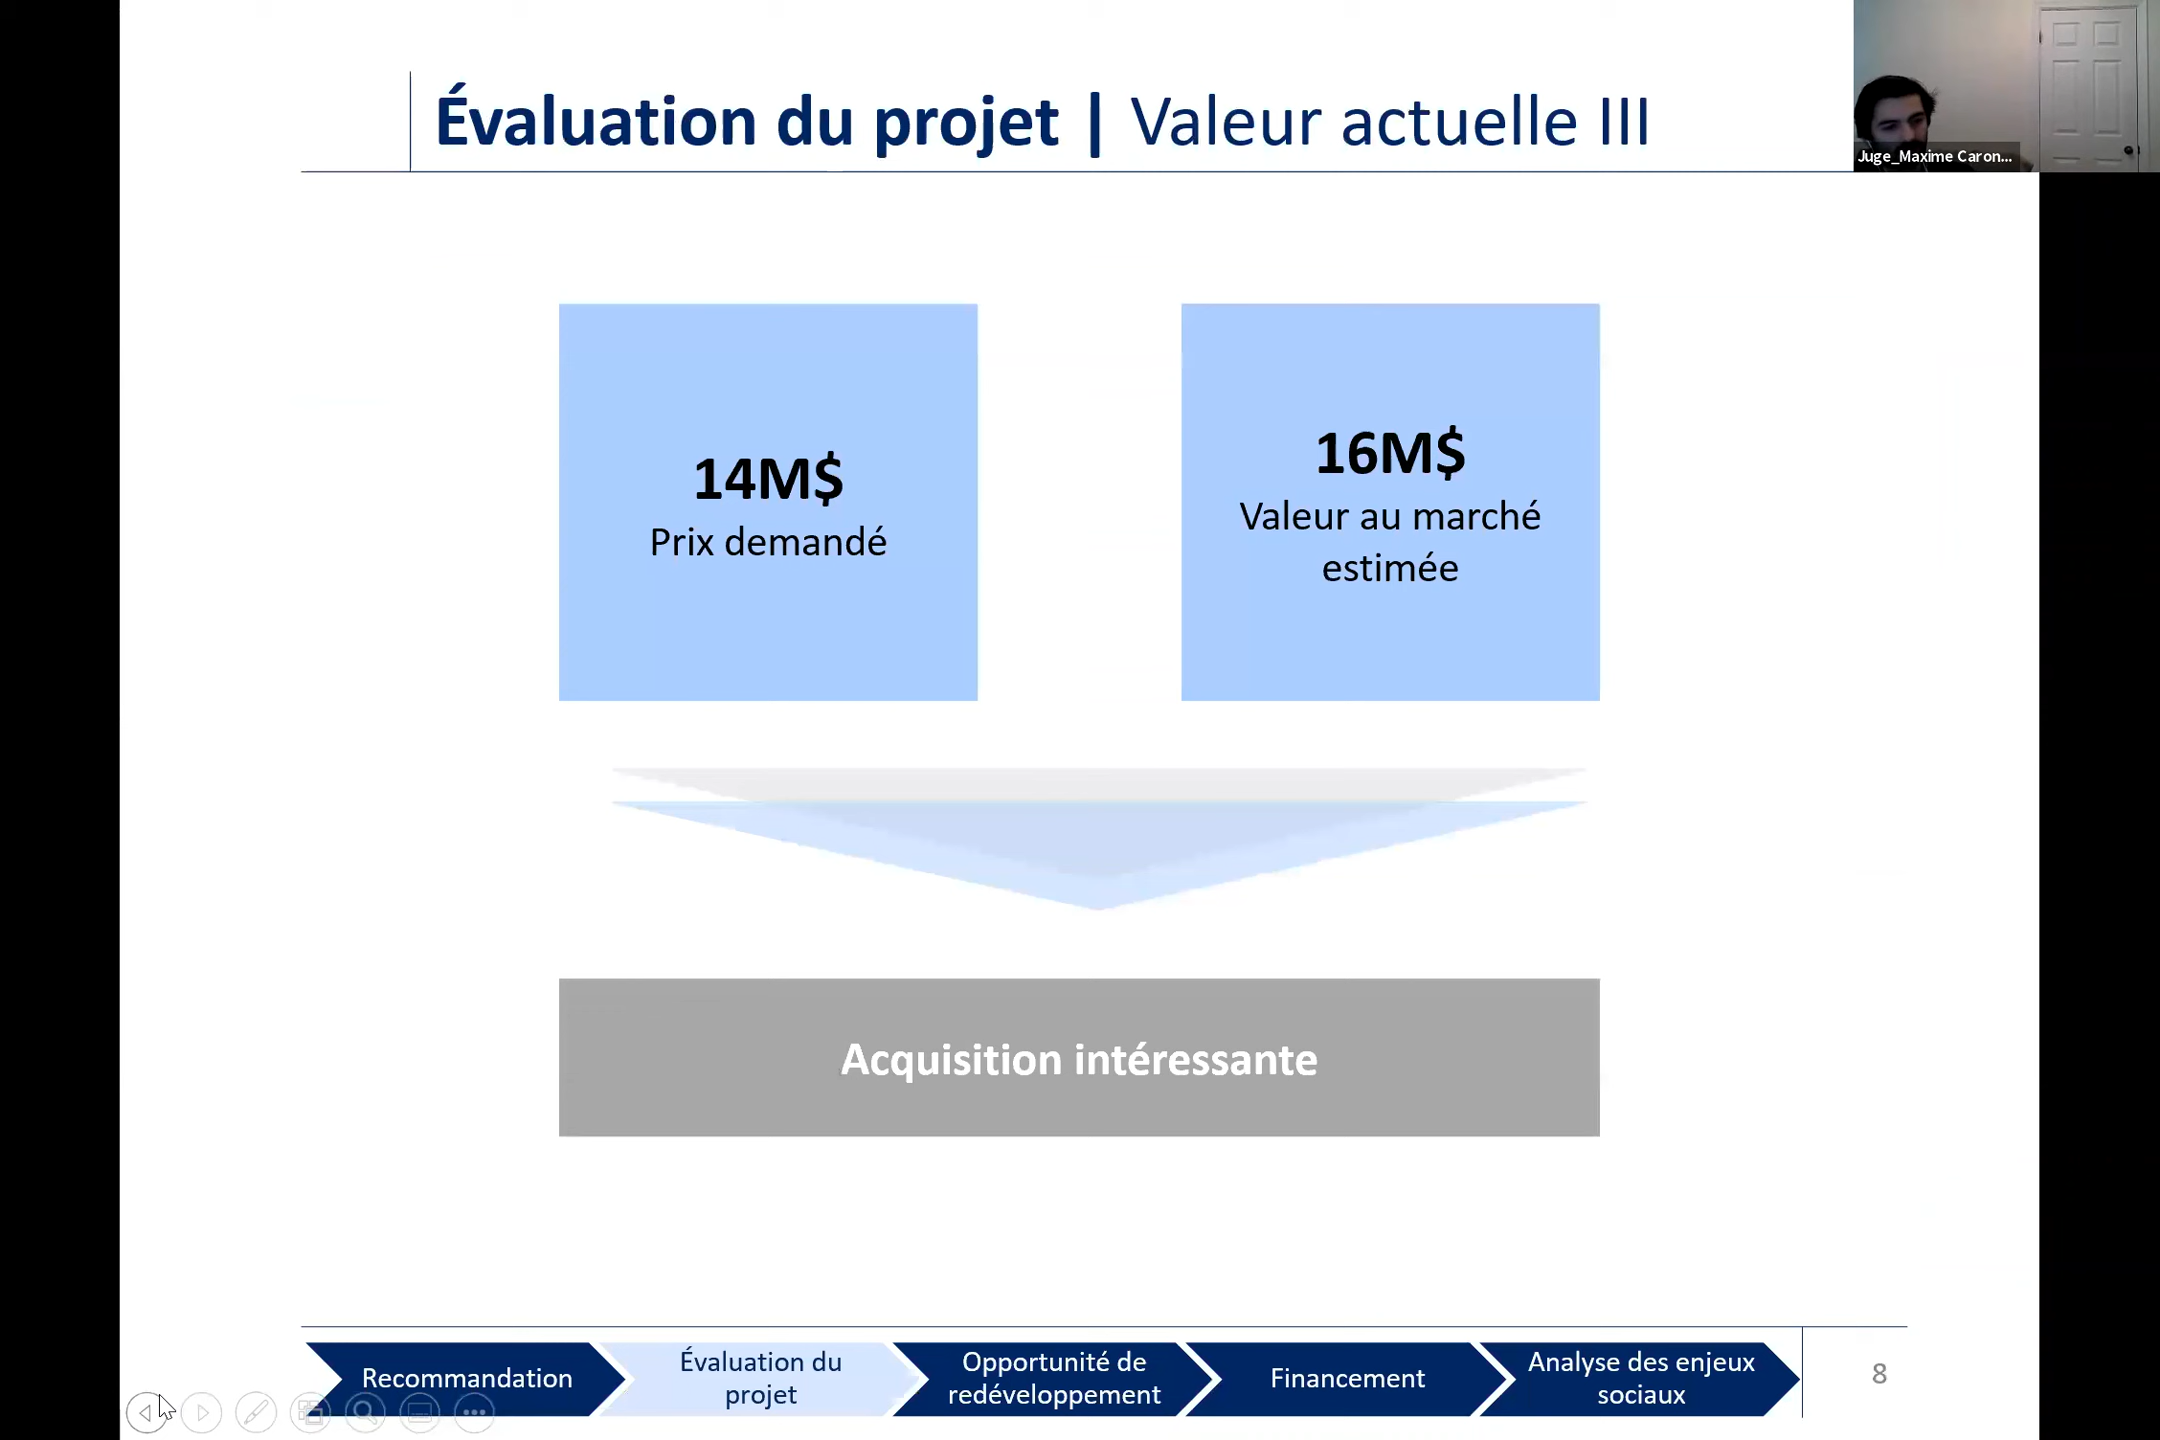 Évaluation du projet | Valeur actuelle III
Juge_Maxime Caron...
14M$
Prix demandé
16M$
Valeur au marché
estimée
Acquisition intéressante
Recommandation
Évaluation du
projet
Opportunité de
redéveloppement
Financement
Analyse des enjeux
sociaux
8